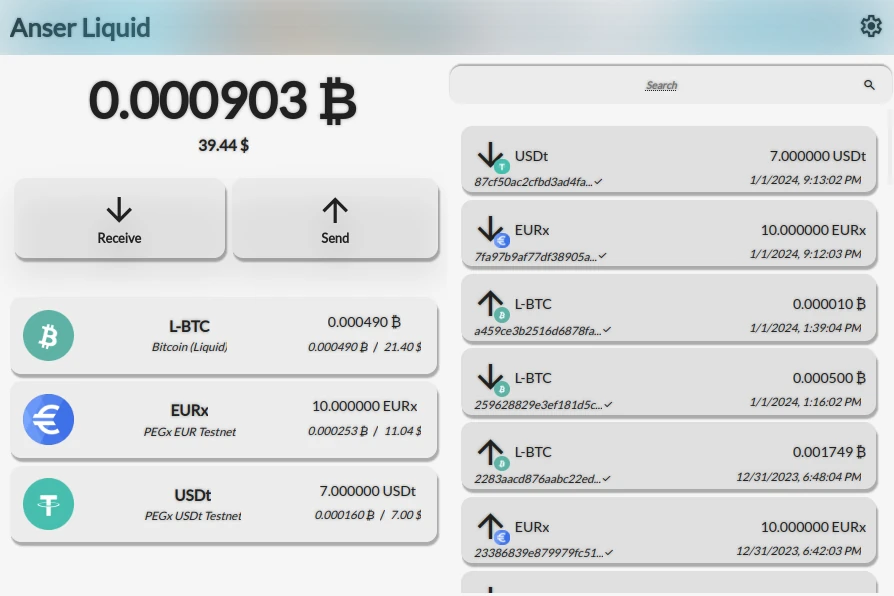 Anser Liquid
0.000903 ₿
39.44 $
Receive
Send
L-BTC
0.000490 ₿
Bitcoin (Liquid)
0.000490 ₿ / 21.40 $
EURx
10.000000 EURx
PEGx EUR Testnet
0.000253 ₿ / 11.04 $
USDt
7.000000 USDt
PEGx USDt Testnet
0.000160 ₿ / 7.00 $
Search
USDt
7.000000 USDt
87cf50ac2cfbd3ad4fa...✓
1/1/2024, 9:13:02 PM
EURx
10.000000 EURx
7fa97b9af77df38905a...✓
1/1/2024, 9:12:03 PM
L-BTC
0.000010 ₿
a459ce3b2516d6878fa...✓
1/1/2024, 1:39:04 PM
L-BTC
0.000500 ₿
259628829e3ef181d5c...✓
1/1/2024, 1:16:02 PM
L-BTC
0.001749 ₿
2283aacd876aabc22ed...✓
12/31/2023, 6:48:04 PM
EURx
10.000000 EURx
23386839e879979fc51...✓
12/31/2023, 6:42:03 PM